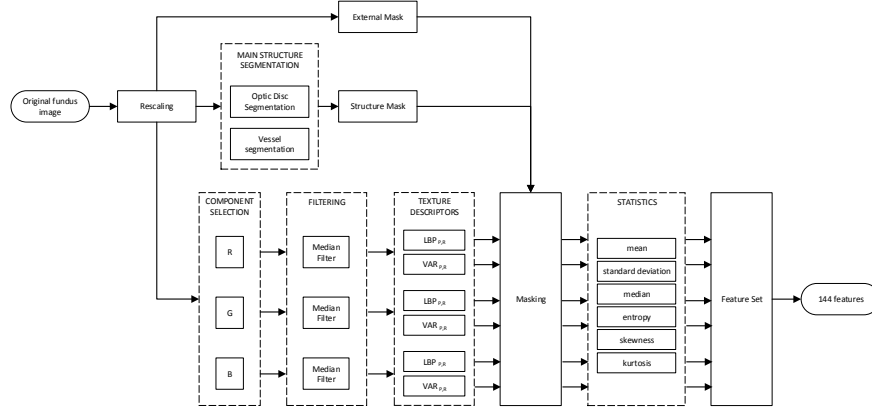 External Mask
MAIN STRUCTURE
SEGMENTATION
Original fundus
image
Rescaling
Optic Disc
Segmentation
Structure Mask
Vessel
segmentation
COMPONENT
SELECTION
FILTERING
TEXTURE
DESCRIPTORS
STATISTICS
R
Median
Filter
LBP P,R
VAR P,R
mean
standard deviation
G
Median
Filter
LBP P,R
VAR P,R
Masking
median
entropy
Feature Set
144 features
B
Median
Filter
LBP P,R
VAR P,R
skewness
kurtosis